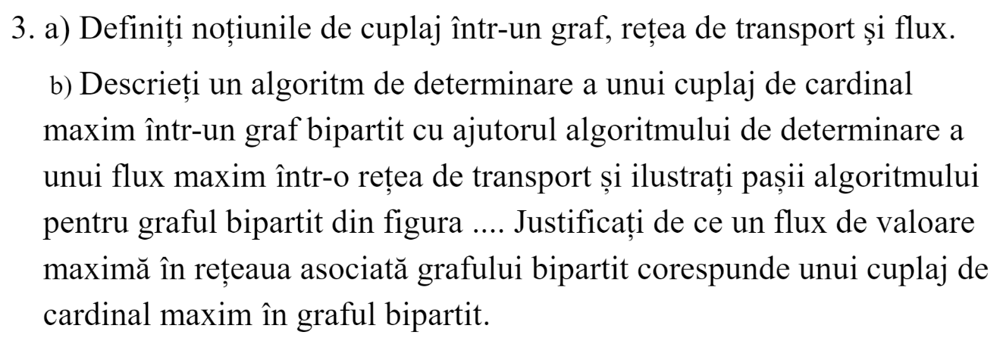 3. a) Definiți noțiunile de cuplaj într-un graf, rețea de transport şi flux.
b) Descrieți un algoritm de determinare a unui cuplaj de cardinal
maxim într-un graf bipartit cu ajutorul algoritmului de determinare a
unui flux maxim într-o rețea de transport și ilustrați pașii algoritmului
pentru graful bipartit din figura .... Justificați de ce un flux de valoare
maximă în rețeaua asociată grafului bipartit corespunde unui cuplaj de
cardinal maxim în graful bipartit.